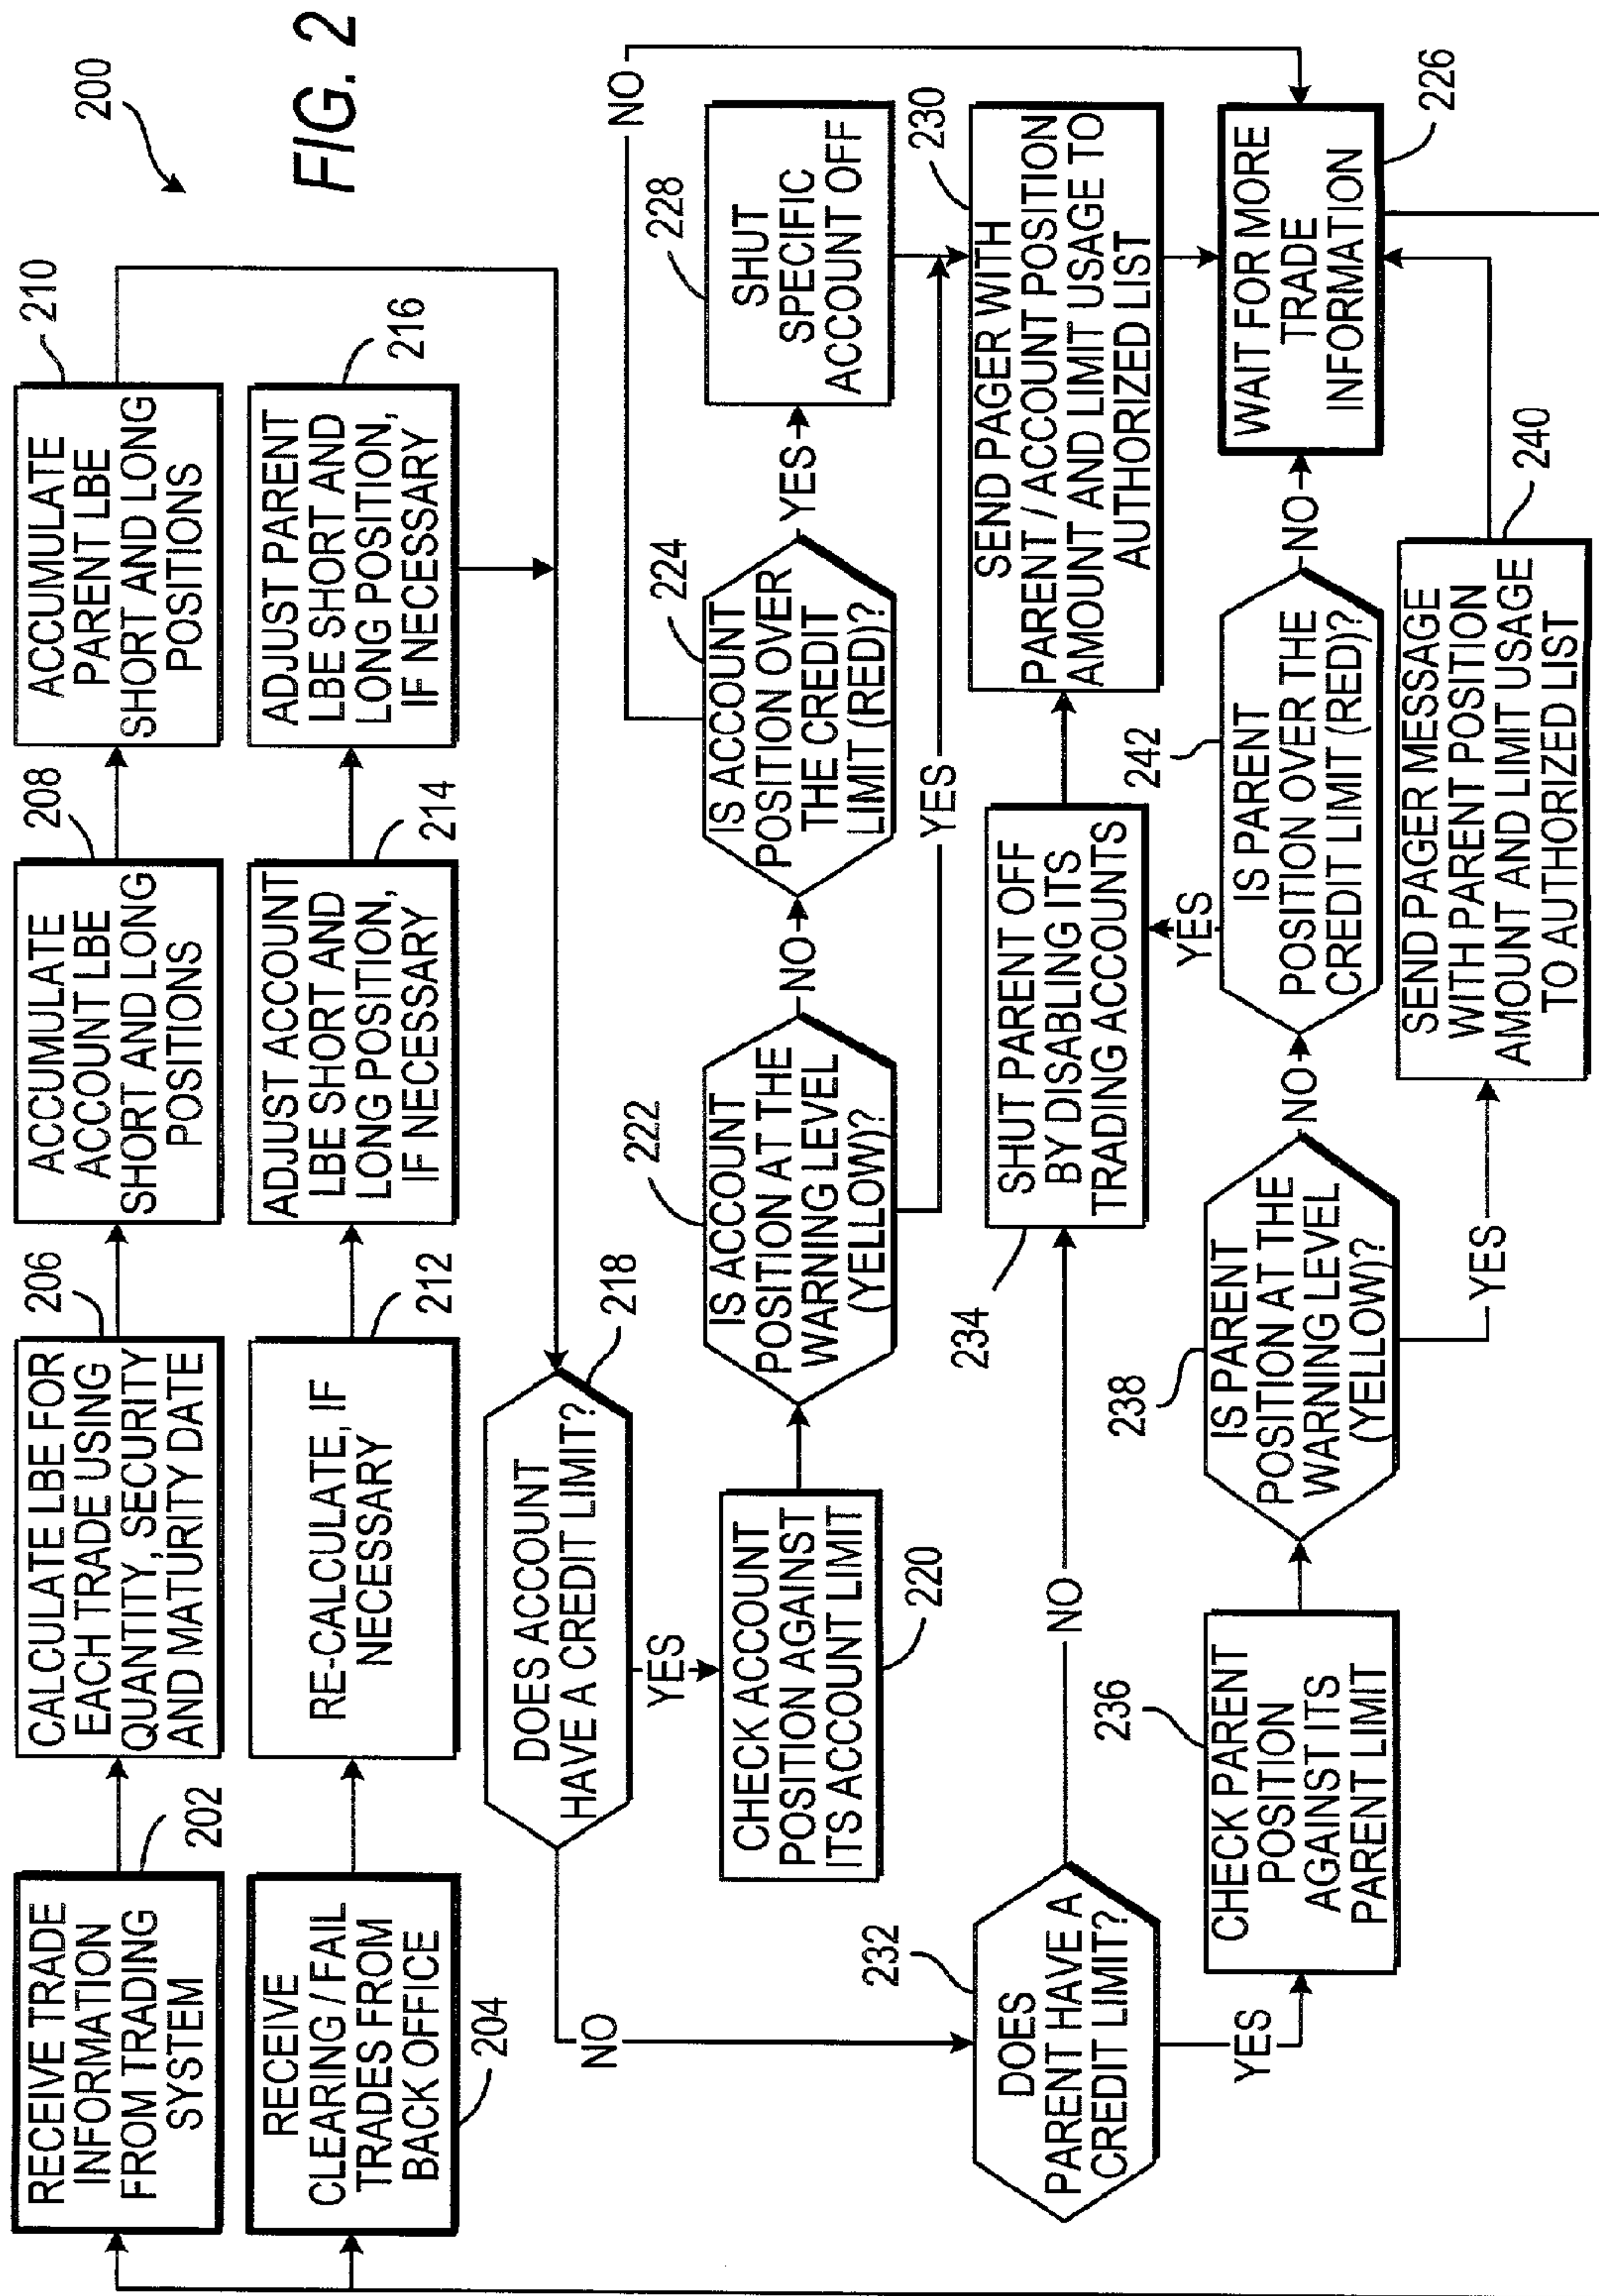 200
FIG. 2
RECEIVE TRADE
INFORMATION
FROM TRADING
SYSTEM
202
CALCULATE LBE FOR
EACH TRADE USING
QUANTITY, SECURITY
AND MATURITY DATE
206
ACCUMULATE
ACCOUNT LBE
SHORT AND LONG
POSITIONS
208
ACCUMULATE
PARENT LBE
SHORT AND LONG
POSITIONS
210
RECEIVE
CLEARING / FAIL
TRADES FROM
BACK OFFICE
204
RE-CALCULATE, IF
NECESSARY
212
ADJUST ACCOUNT
LBE SHORT AND
LONG POSITION,
IF NECESSARY
214
ADJUST PARENT
LBE SHORT AND
LONG POSITION,
IF NECESSARY
216
DOES ACCOUNT
HAVE A CREDIT LIMIT?
218
NO
YES
CHECK ACCOUNT
POSITION AGAINST
ITS ACCOUNT LIMIT
220
IS ACCOUNT
POSITION AT THE
WARNING LEVEL
(YELLOW)?
222
NO
YES
IS ACCOUNT
POSITION OVER
THE CREDIT
LIMIT (RED)?
224
YES
NO
SHUT
SPECIFIC
ACCOUNT OFF
228
SEND PAGER WITH
PARENT / ACCOUNT POSITION
AMOUNT AND LIMIT USAGE TO
AUTHORIZED LIST
230
DOES
PARENT HAVE A
CREDIT LIMIT?
232
NO
YES
SHUT PARENT OFF
BY DISABLING ITS
TRADING ACCOUNTS
234
CHECK PARENT
POSITION
AGAINST ITS
PARENT LIMIT
236
IS PARENT
POSITION AT THE
WARNING LEVEL
(YELLOW)?
238
NO
YES
IS PARENT
POSITION OVER THE
CREDIT LIMIT (RED)?
242
YES
NO
WAIT FOR MORE
TRADE
INFORMATION
226
SEND PAGER MESSAGE
WITH PARENT POSITION
AMOUNT AND LIMIT USAGE
TO AUTHORIZED LIST
240